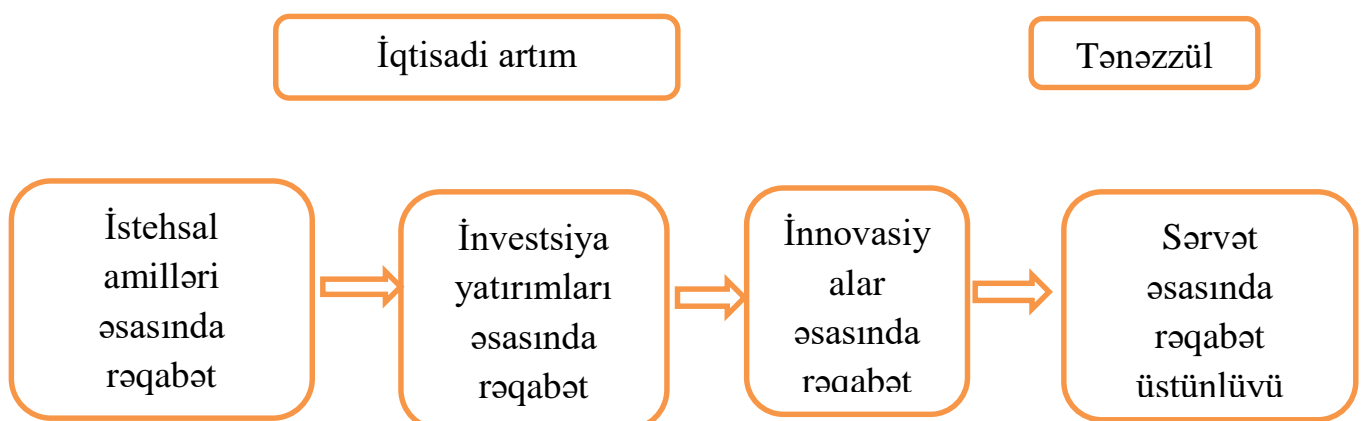 İqtisadi artım
Tənəzzül
İstehsal
amilləri
əsasında
rəqabət
İnvestsiya
yatırımları
əsasında
rəqabət
İnnovasiy
alar
əsasında
rəqabət
Sərvət
əsasında
rəqabət
üstünlüyü